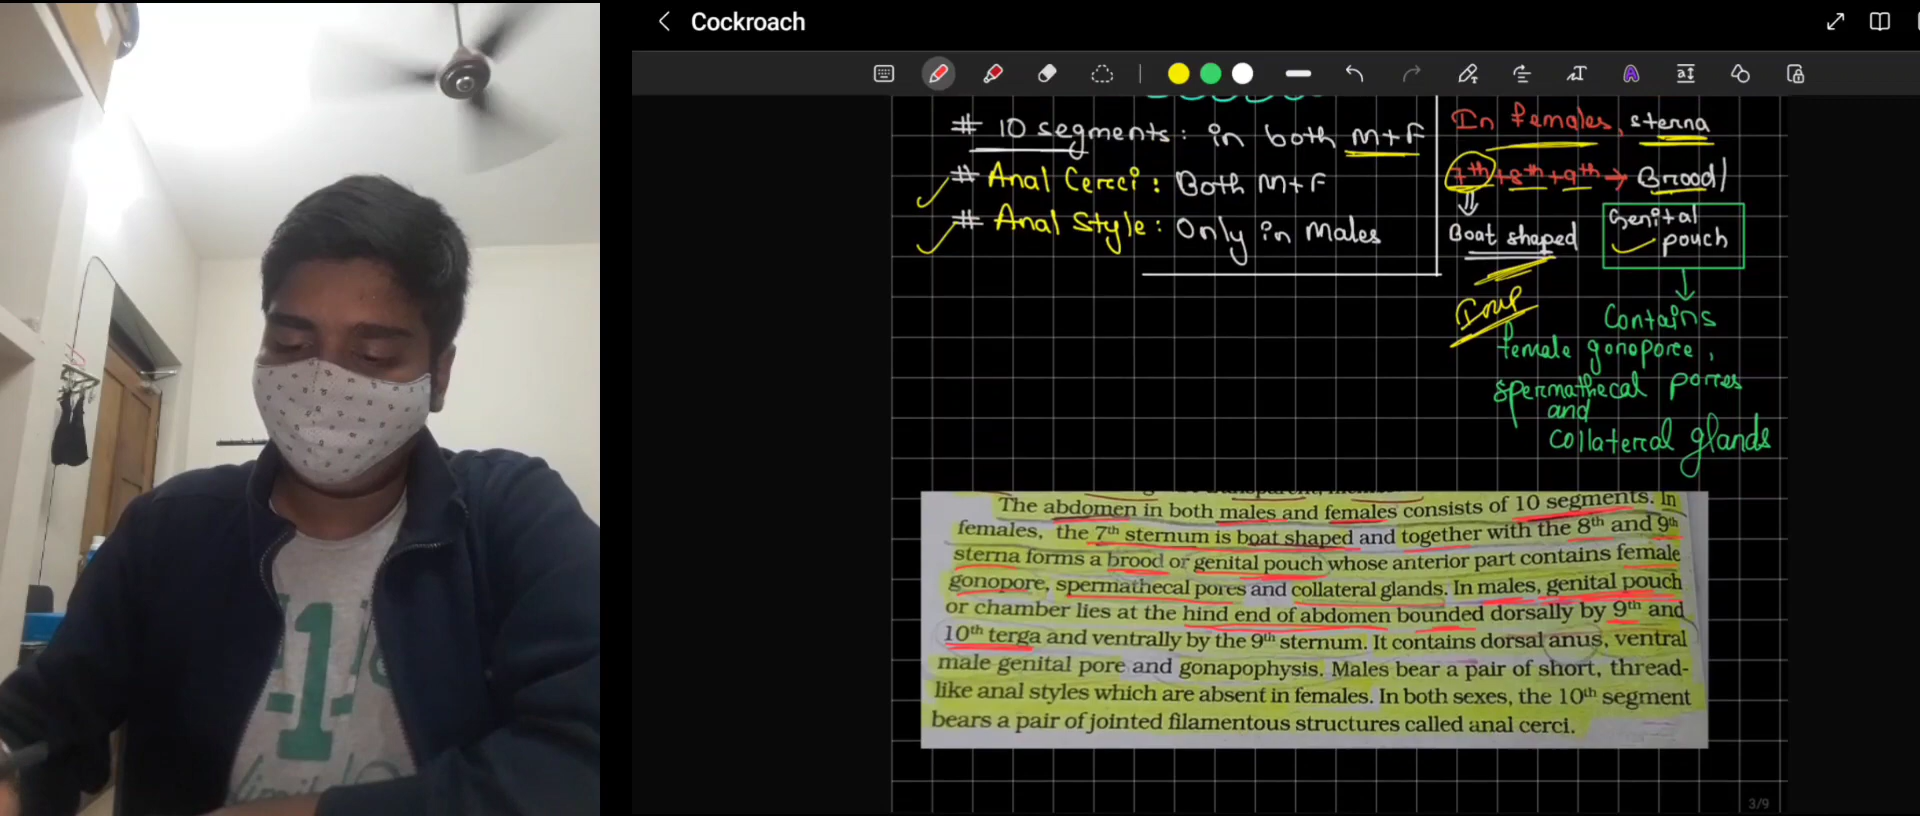 Cockroach
# 10 segments: in both M+F
# Anal Cerci: Both M+F
# Anal Style: Only in Males
In females, sterna
7th +8th +9th → Brood/
Genital
pouch
Boat shaped
Imp
Contains
female gonopore,
spermathecal pores
and
collateral glands
The abdomen in both males and females consists of 10 segments. In
females, the 7th sternum is boat shaped and together with the 8th and 9th
sterna forms a brood or genital pouch whose anterior part contains female
gonopore, spermathecal pores and collateral glands. In males, genital pouch
or chamber lies at the hind end of abdomen bounded dorsally by 9th and
10th terga and ventrally by the 9th sternum. It contains dorsal anus, ventral
male genital pore and gonapophysis. Males bear a pair of short, thread-
like anal styles which are absent in females. In both sexes, the 10th segment
bears a pair of jointed filamentous structures called anal cerci.
3/9
1